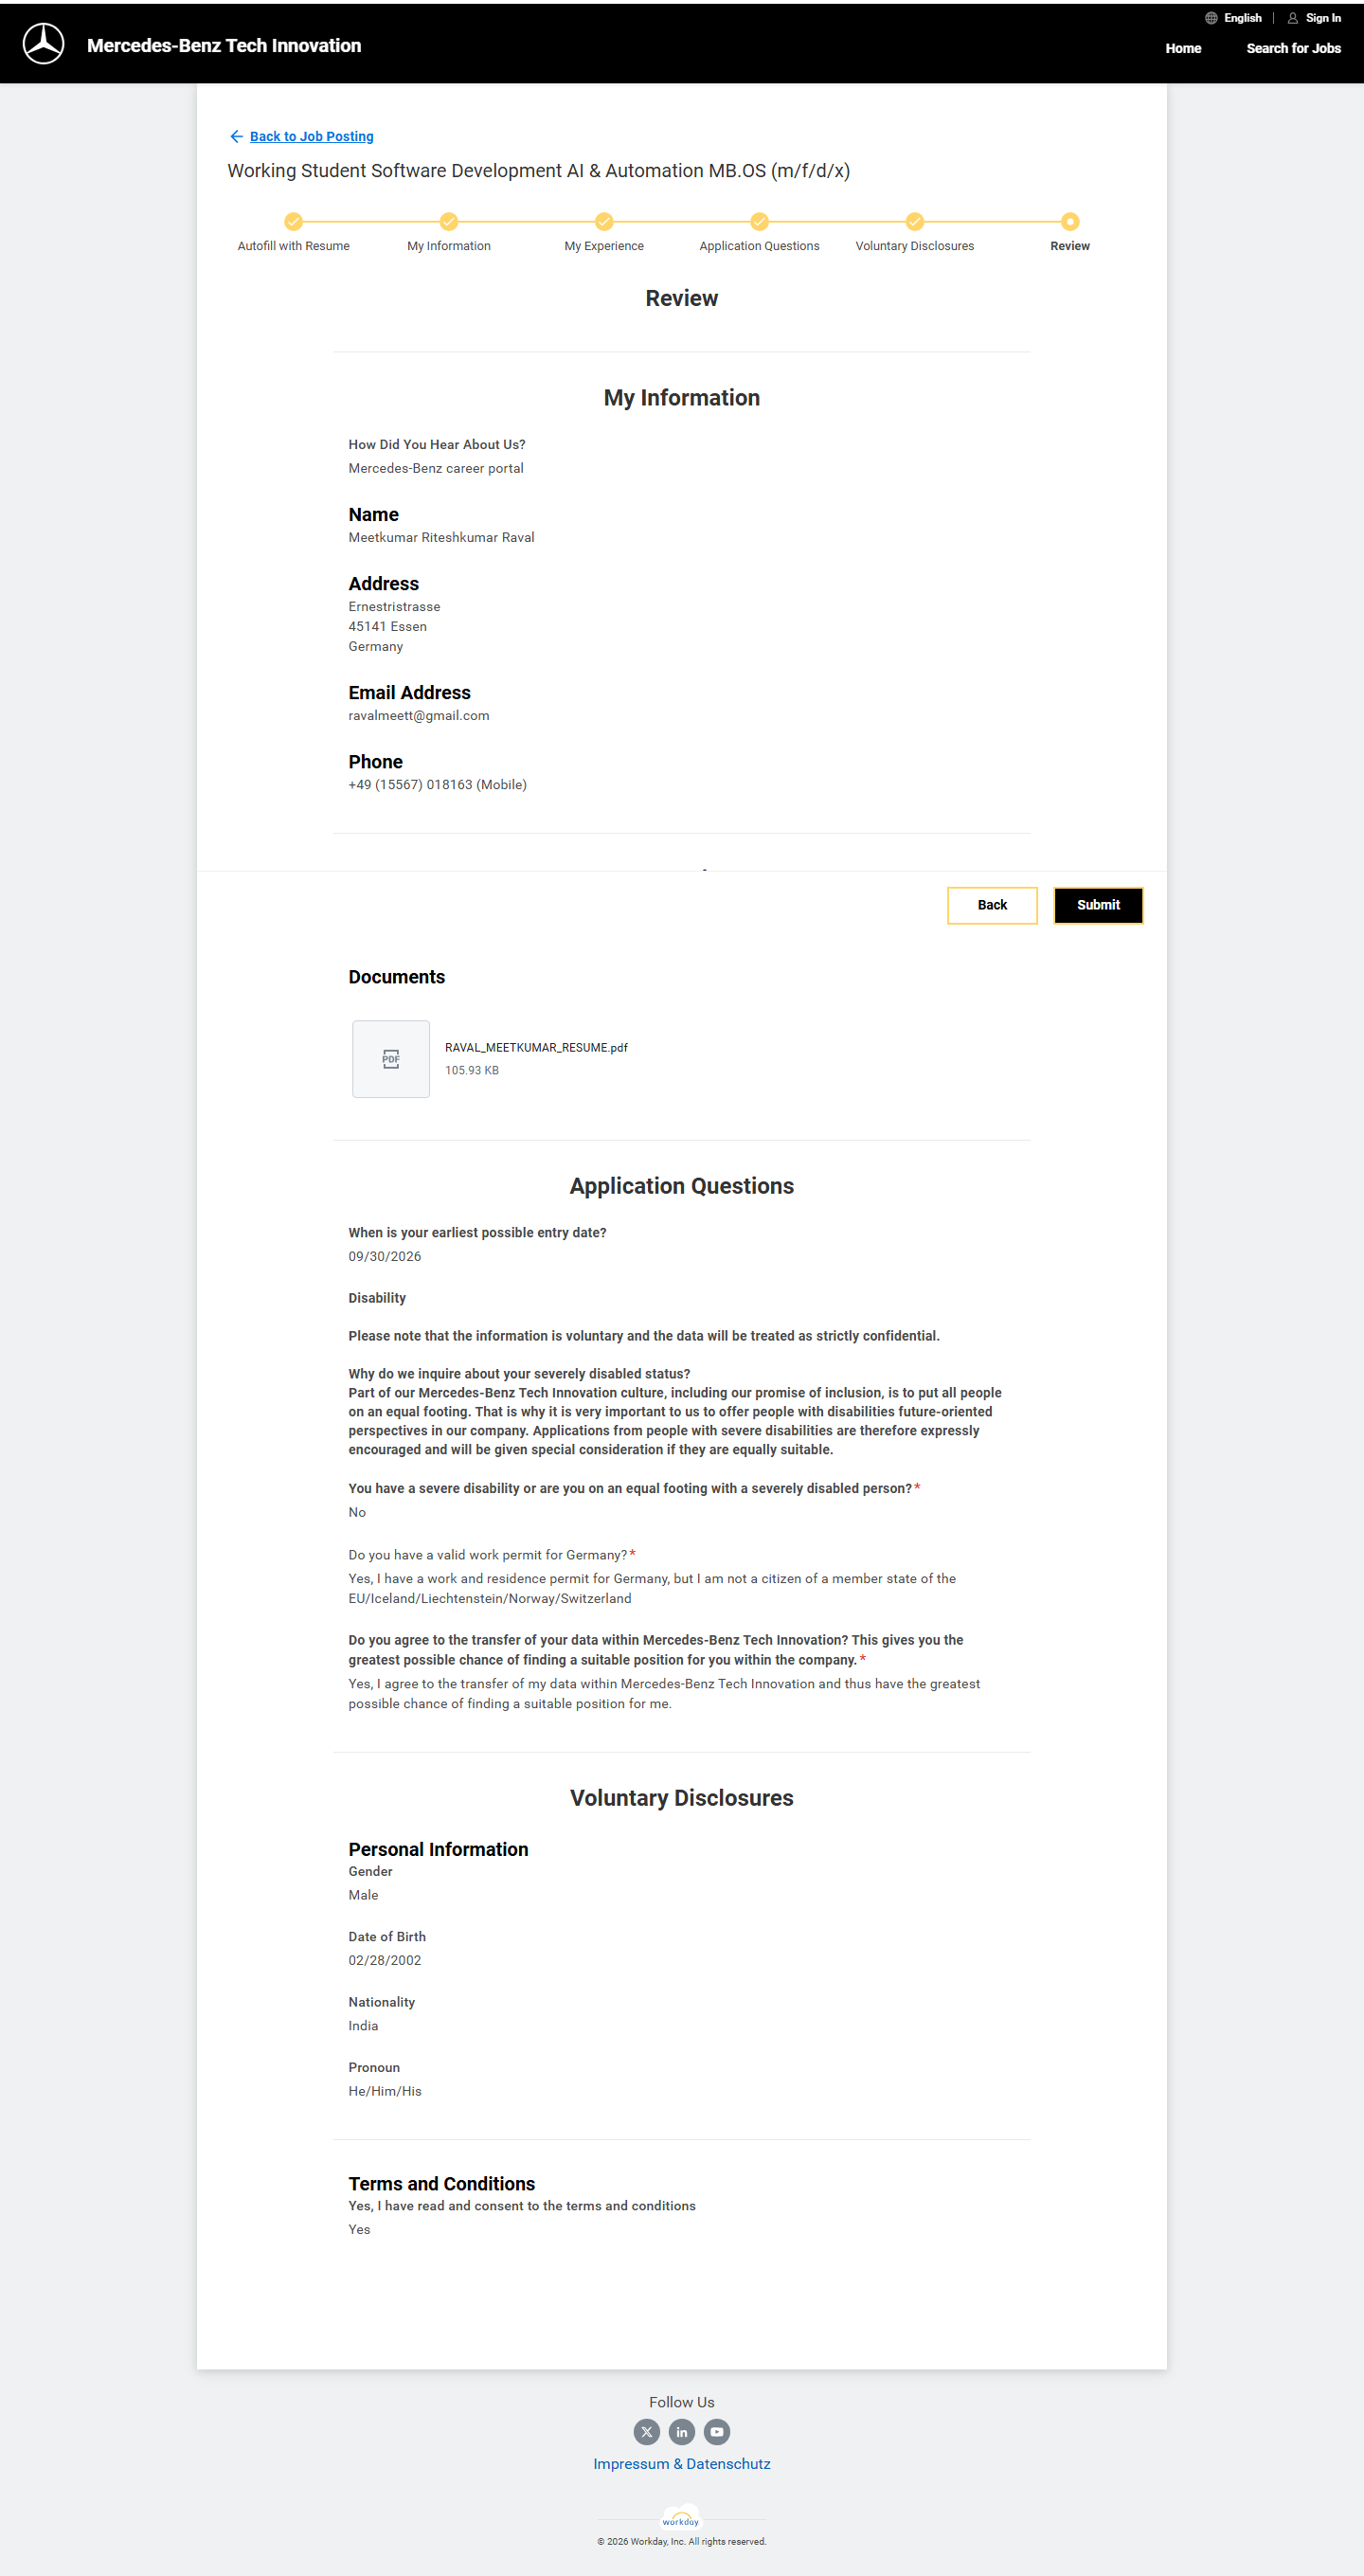 English
Sign In
Mercedes-Benz Tech Innovation
Home
Search for Jobs
Back to Job Posting
Working Student Software Development AI & Automation MB.OS (m/f/d/x)
Autofill with Resume
My Information
My Experience
Application Questions
Voluntary Disclosures
Review
Review
My Information
How Did You Hear About Us?
Mercedes-Benz career portal
Name
Meetkumar Riteshkumar Raval
Address
Ernestristrasse
45141 Essen
Germany
Email Address
ravalmeett@gmail.com
Phone
+49 (15567) 018163 (Mobile)
Back
Submit
Documents
PDF
RAVAL_MEETKUMAR_RESUME.pdf
105.93 KB
Application Questions
When is your earliest possible entry date?
09/30/2026
Disability
Please note that the information is voluntary and the data will be treated as strictly confidential.
Why do we inquire about your severely disabled status?
Part of our Mercedes-Benz Tech Innovation culture, including our promise of inclusion, is to put all people
on an equal footing. That is why it is very important to us to offer people with disabilities future-oriented
perspectives in our company. Applications from people with severe disabilities are therefore expressly
encouraged and will be given special consideration if they are equally suitable.
You have a severe disability or are you on an equal footing with a severely disabled person?*
No
Do you have a valid work permit for Germany?*
Yes, I have a work and residence permit for Germany, but I am not a citizen of a member state of the
EU/Iceland/Liechtenstein/Norway/Switzerland
Do you agree to the transfer of your data within Mercedes-Benz Tech Innovation? This gives you the
greatest possible chance of finding a suitable position for you within the company.*
Yes, I agree to the transfer of my data within Mercedes-Benz Tech Innovation and thus have the greatest
possible chance of finding a suitable position for me.
Voluntary Disclosures
Personal Information
Gender
Male
Date of Birth
02/28/2002
Nationality
India
Pronoun
He/Him/His
Terms and Conditions
Yes, I have read and consent to the terms and conditions
Yes
Follow Us
Impressum & Datenschutz
workday
© 2026 Workday, Inc. All rights reserved.